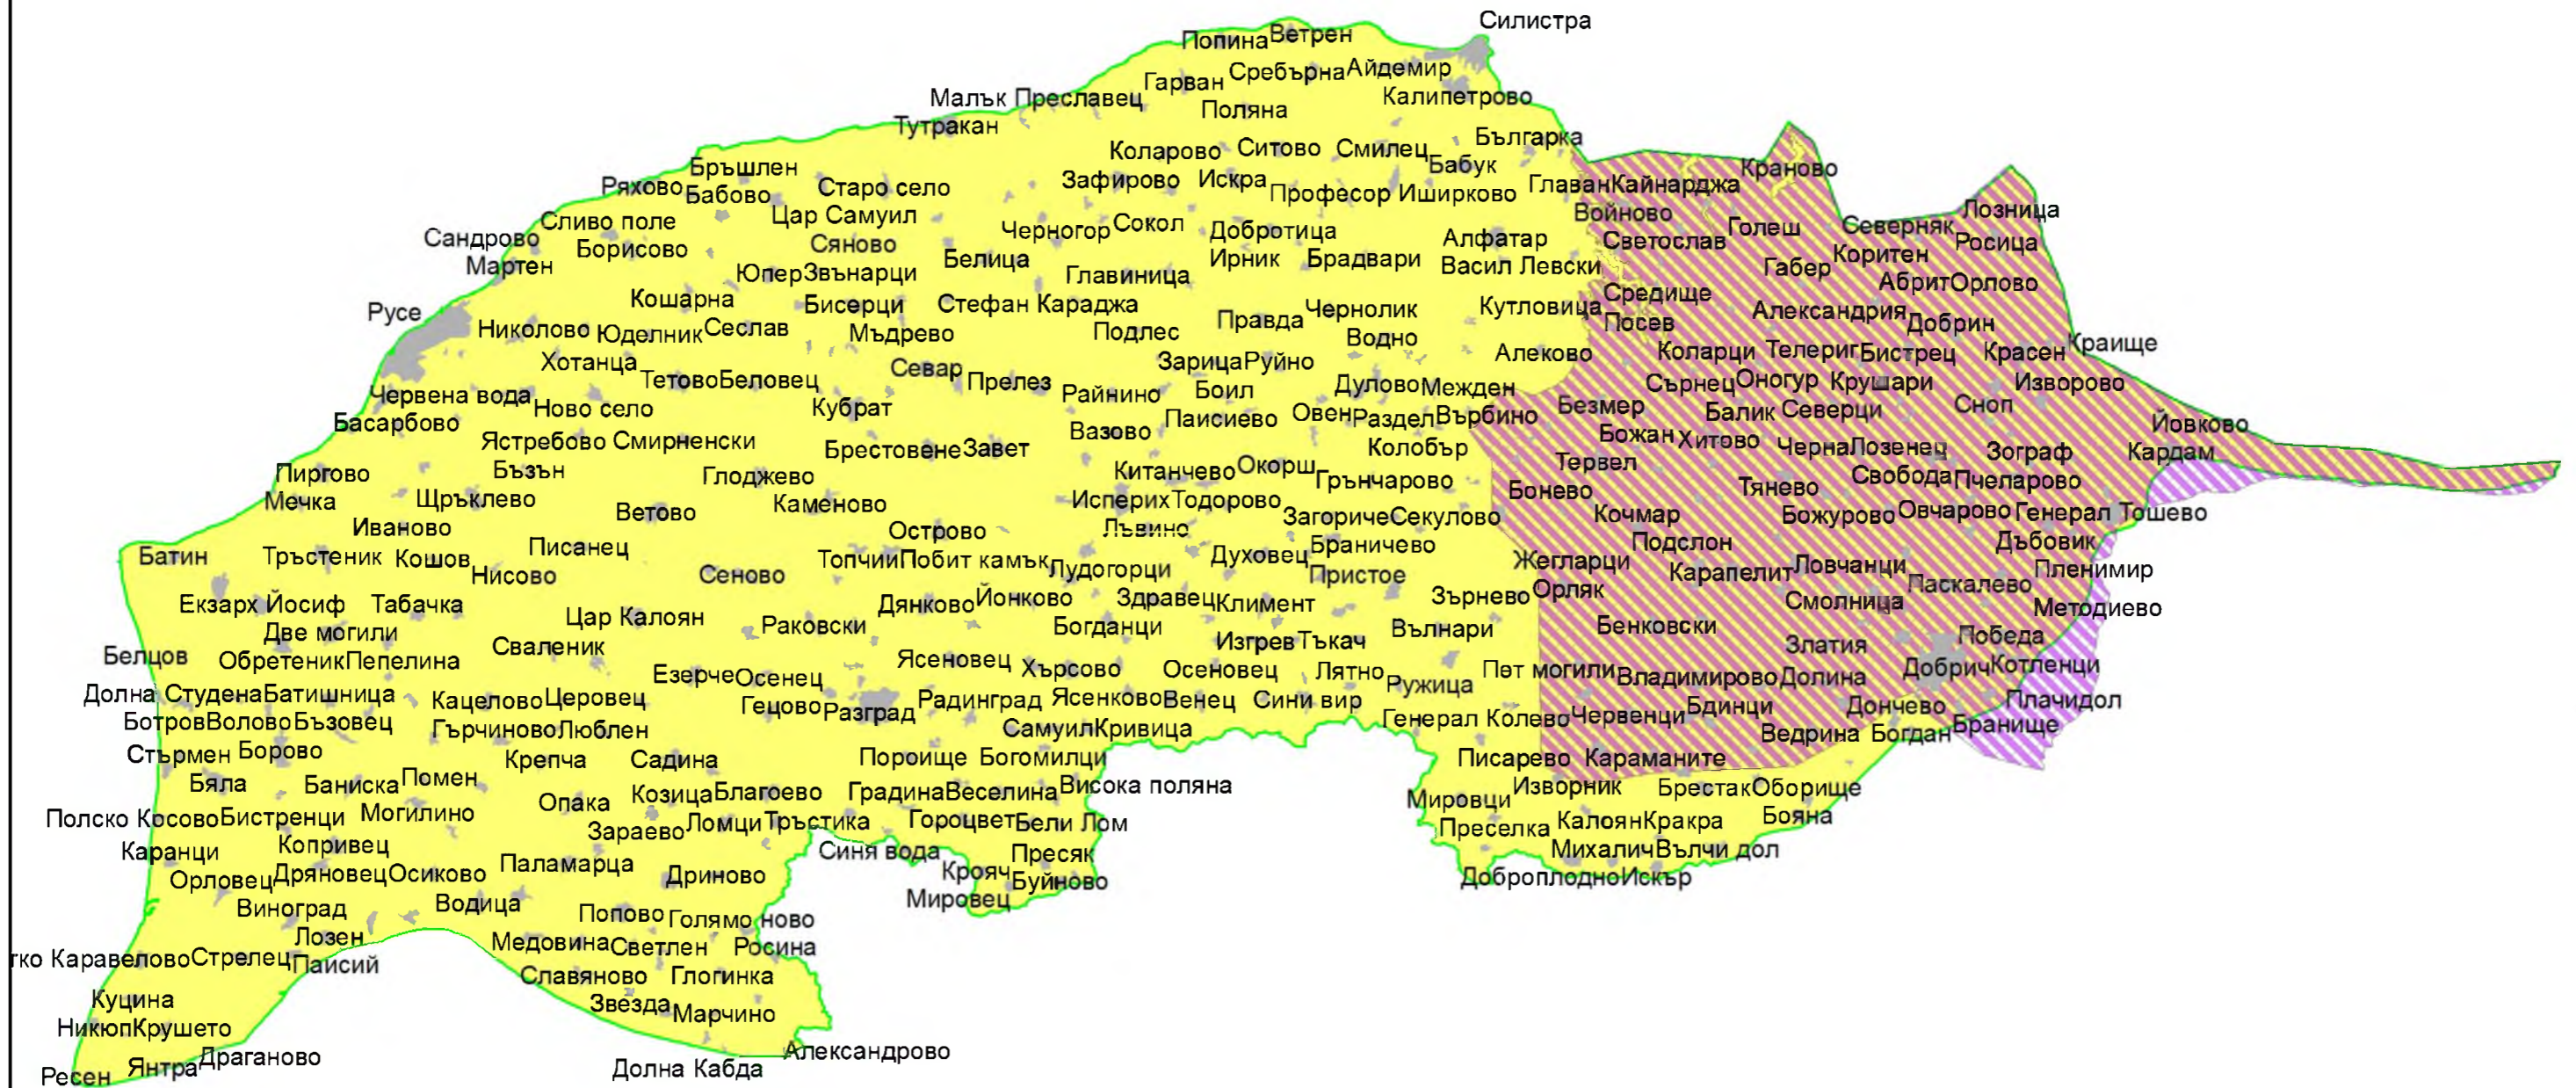 Силистра
Попина
Ветрен
Гарван
Сребърна
Айдемир
Малък Преславец
Калипетрово
Поляна
Тутракан
Българка
Коларово
Ситово
Смилец
Бабук
Бръшлен
Краново
Ряхово
Бабово
Старо село
Зафирово
Искра
Професор Иширково
Главан
Кайнарджа
Сливо поле
Цар Самуил
Войново
Лозница
Сандрово
Борисово
Сяново
Черногор
Сокол
Добротица
Алфатар
Светослав
Голеш
Северняк
Росица
Мартен
Юпер
Звънарци
Белица
Главиница
Ирник
Брадвари
Васил Левски
Габер
Коритен
Абрит
Орлово
Русе
Кошарна
Бисерци
Стефан Караджа
Чернолик
Кутловица
Средище
Николово
Юделник
Сеслав
Мъдрево
Подлес
Правда
Водно
Посев
Александрия
Добрин
Хотанца
Севар
Зарица
Руйно
Алеково
Коларци
Телериг
Бистрец
Красен
Краище
Тетово
Беловец
Прелез
Райнино
Боил
Дулово
Межден
Сърнец
Оногур
Крушари
Изворово
Червена вода
Ново село
Кубрат
Паисиево
Овен
Раздел
Върбино
Безмер
Балик
Северци
Сноп
Басарбово
Вазово
Йовково
Ястребово
Смирненски
Брестовене
Завет
Колобър
Божан
Хитово
Черна
Лозенец
Зограф
Кардам
Пиргово
Бъзън
Глоджево
Китанчево
Окорш
Грънчарово
Тервел
Свобода
Пчеларово
Мечка
Щръклево
Каменово
Исперих
Тодорово
Бонево
Тянево
Иваново
Ветово
Острово
Лъвино
Загориче
Секулово
Кочмар
Божурово
Овчарово
Генерал Тошево
Батин
Тръстеник
Кошов
Писанец
Топчии
Побит камък
Духовец
Браничево
Подслон
Дъбовик
Нисово
Сеново
Лудогорци
Пристое
Жегларци
Карапелит
Ловчанци
Паскалево
Пленимир
Екзарх Йосиф
Табачка
Цар Калоян
Дянково
Йонково
Здравец
Климент
Зърнево
Орляк
Смолница
Методиево
Две могили
Сваленик
Раковски
Богданци
Изгрев
Ткач
Вълнари
Бенковски
Златия
Победа
Белцов
Обретеник
Пепелина
Езерче
Осенец
Ясеновец
Хърсово
Осеновец
Лятно
Ружица
Пет могили
Владимирово
Долина
Добрич
Котленци
Долна Студена
Батишница
Кацелово
Церовец
Гецово
Разград
Радинград
Ясенково
Венец
Сини вир
Плачидол
Ботров
Волово
Бъзовец
Гърчиново
Люблен
Самуил
Кривица
Генерал Колево
Червенци
Бдинци
Дончево
Бранище
Стърмен
Борово
Крепча
Садина
Пороище
Богомилци
Писарево
Караманите
Ведрина
Богдан
Бяла
Баниска
Помен
Опака
Козица
Благоево
Градина
Веселина
Висока поляна
Мировци
Изворник
Брестак
Оборище
Полско Косово
Бистренци
Могилино
Зараево
Ломци
Тръстика
Гороцвет
Бели Лом
Преселка
Калоян
Кракра
Бояна
Каранци
Копривец
Синя вода
Пресяк
Михалич
Вълчи дол
Орловец
Дряновец
Осиково
Паламарца
Дриново
Крояч
Буйново
Доброплодно
Искър
Виноград
Водица
Попово
Голямо ново
Мировец
Лозен
Медовина
Светлен
Росина
тко Каравелово
Стрелец
Паисий
Славяново
Глогинка
Куцина
Звезда
Марчино
Никюп
Крушето
Драганово
Александрово
Ресен
Янтра
Долна Кабда